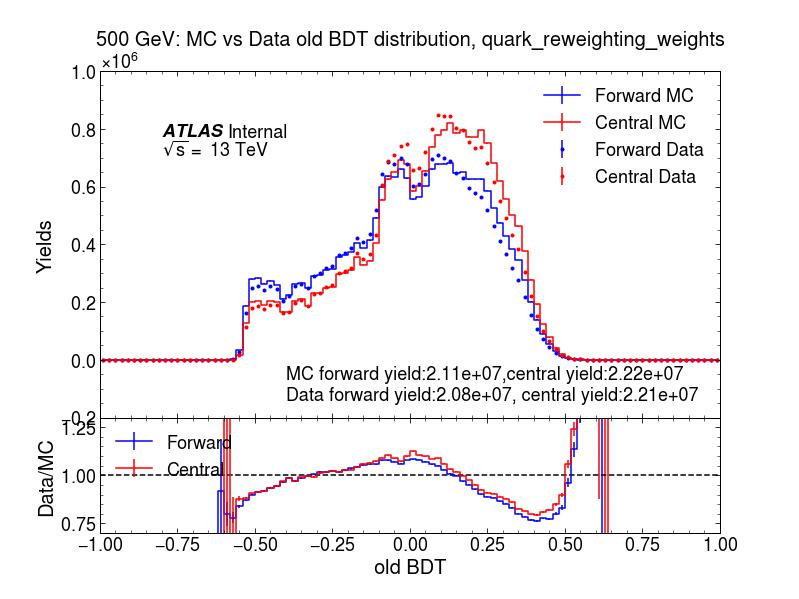 500 GeV: MC vs Data old BDT distribution, quark_reweighting_weights
×10⁶
1.0
0.8
0.6
0.4
0.2
0.0
0.2
Yields
ATLAS Internal
√s = 13 TeV
Forward MC
Central MC
Forward Data
Central Data
MC forward yield:2.11e+07,central yield:2.22e+07
Data forward yield:2.08e+07, central yield:2.21e+07
1.25
1.00
0.75
Data/MC
Forward
Central
−1.00 −0.75 −0.50 −0.25 0.00 0.25 0.50 0.75 1.00
old BDT